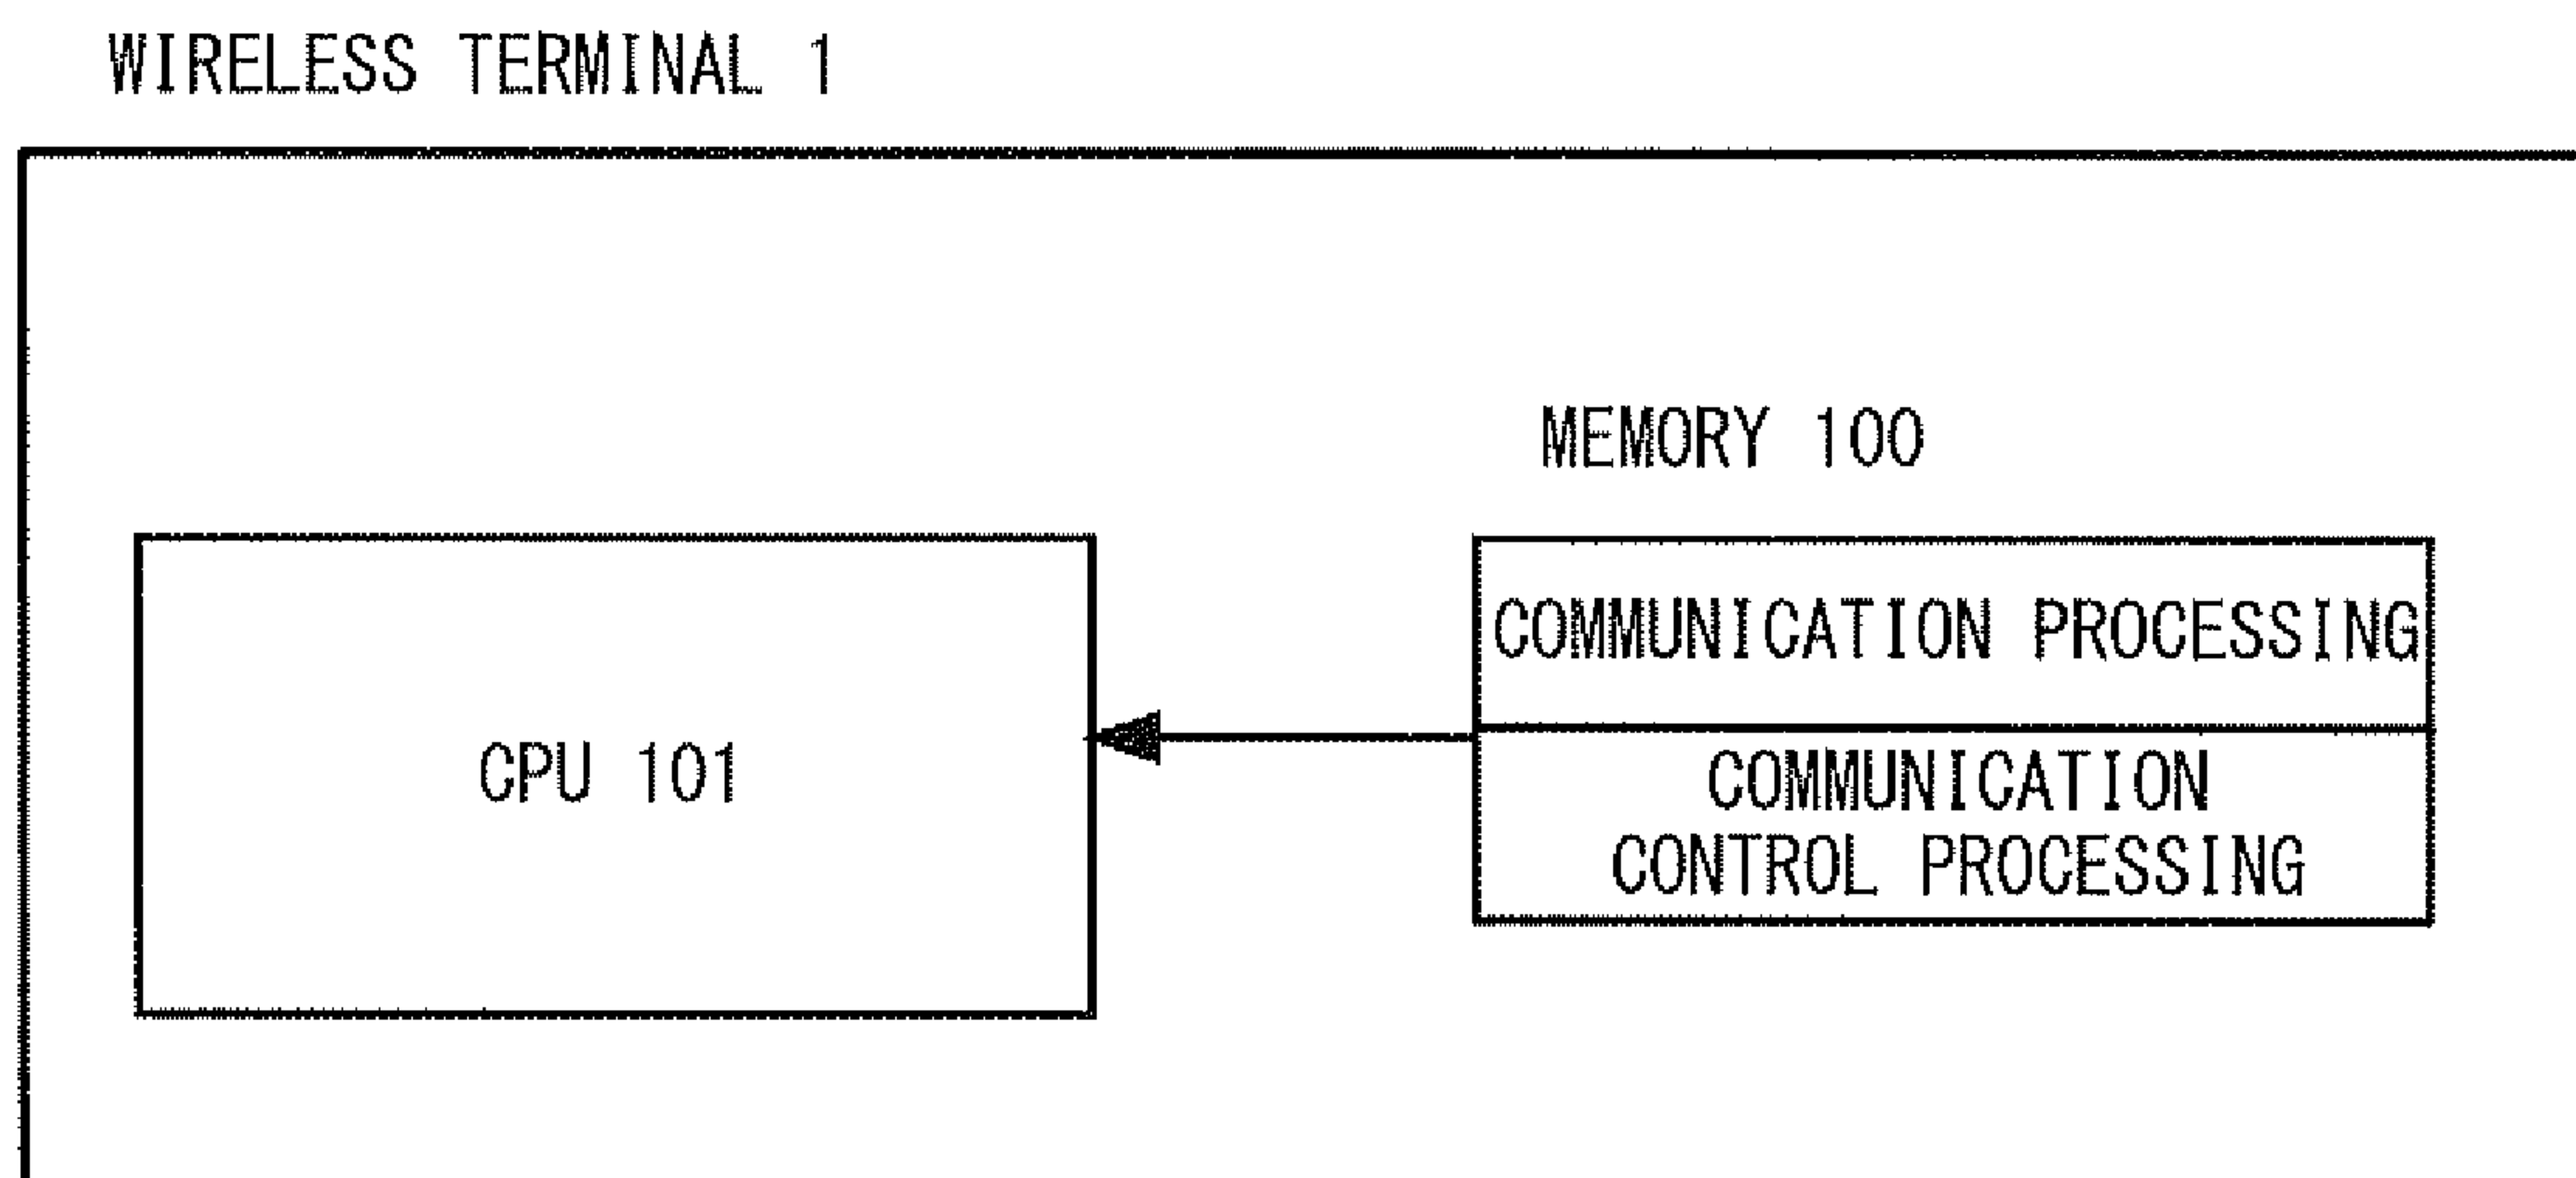 WIRELESS TERMINAL 1
MEMORY 100
COMMUNICATION PROCESSING
CPU 101
COMMUNICATION
CONTROL PROCESSING